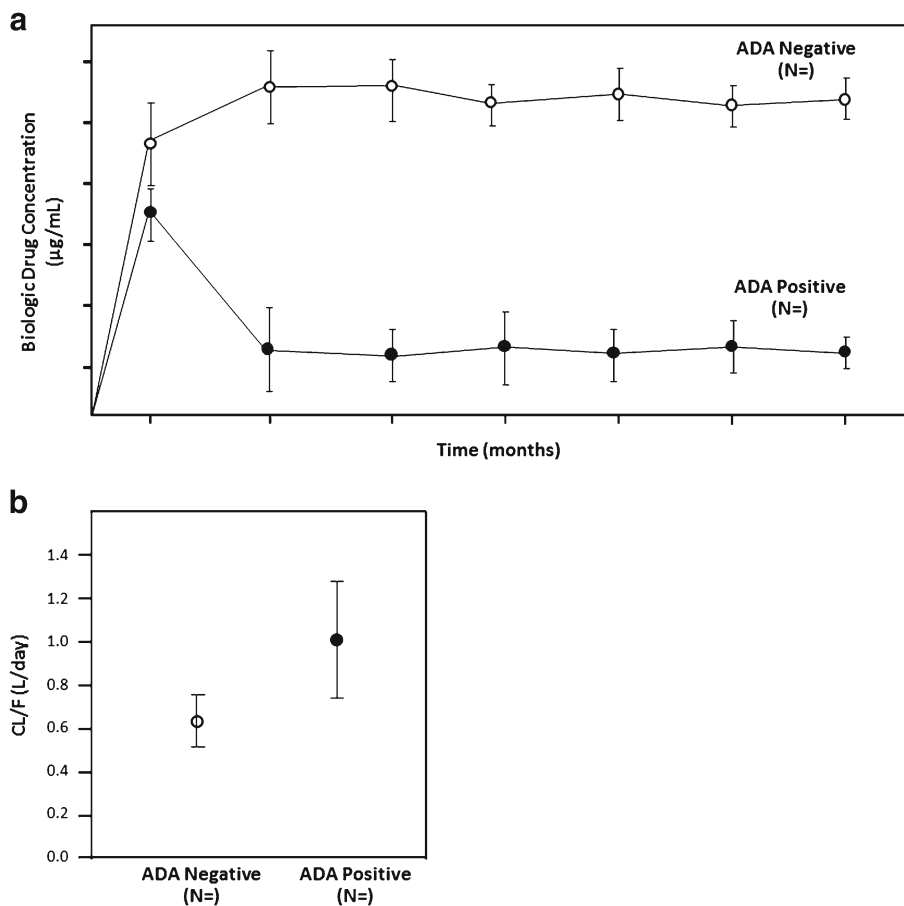 a
ADA Negative
(N=)
Biologic Drug Concentration
(µg/mL)
ADA Positive
(N=)
Time (months)
b
CL/F (L/day)
1.4
1.2
1.0
0.8
0.6
0.4
0.2
0.0
ADA Negative
(N=)
ADA Positive
(N=)